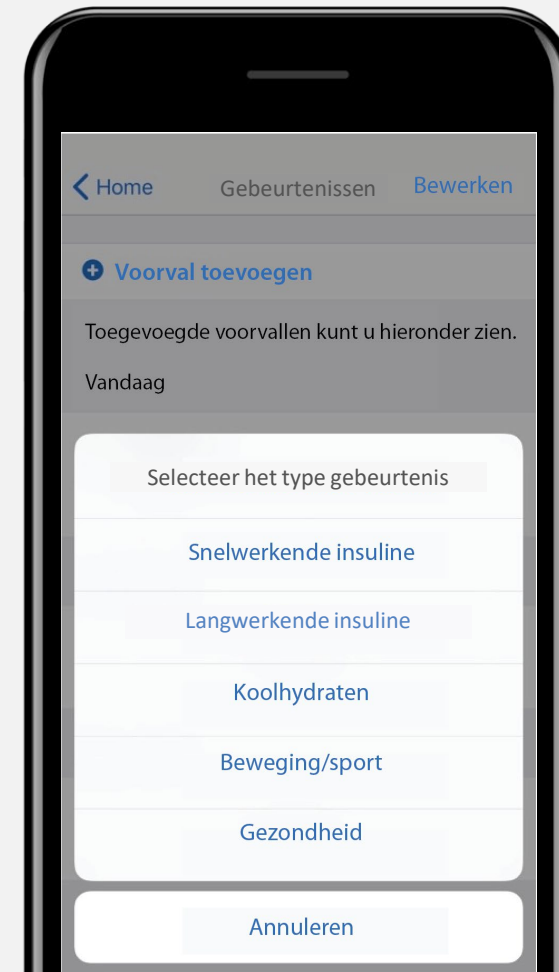 Home Gebeurtenissen Bewerken
Voorval toevoegen
Toegevoegde voorvallen kunt u hieronder zien.
Vandaag
Selecteer het type gebeurtenis
Snelwerkende insuline
Langwerkende insuline
Koolhydraten
Beweging/sport
Gezondheid
Annuleren